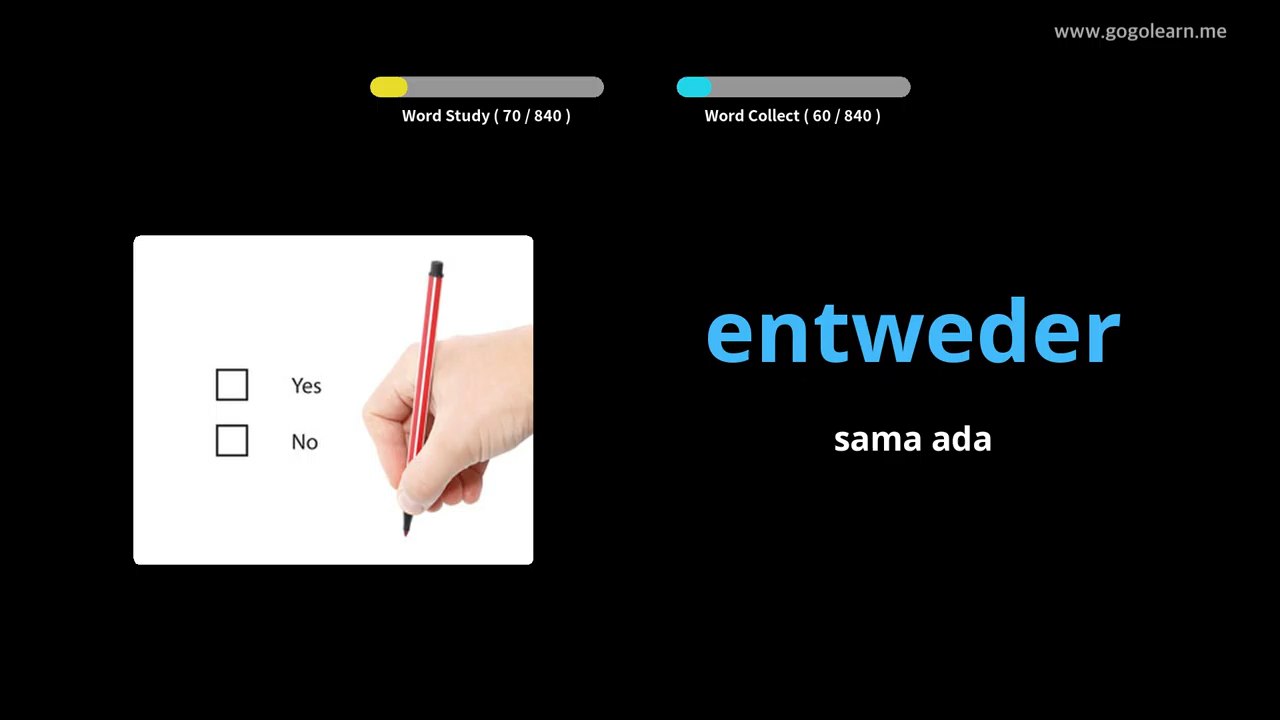 www.gogolearn.me
Word Study ( 70 / 840 )
Word Collect ( 60 / 840 )
Yes
No
entweder
sama ada